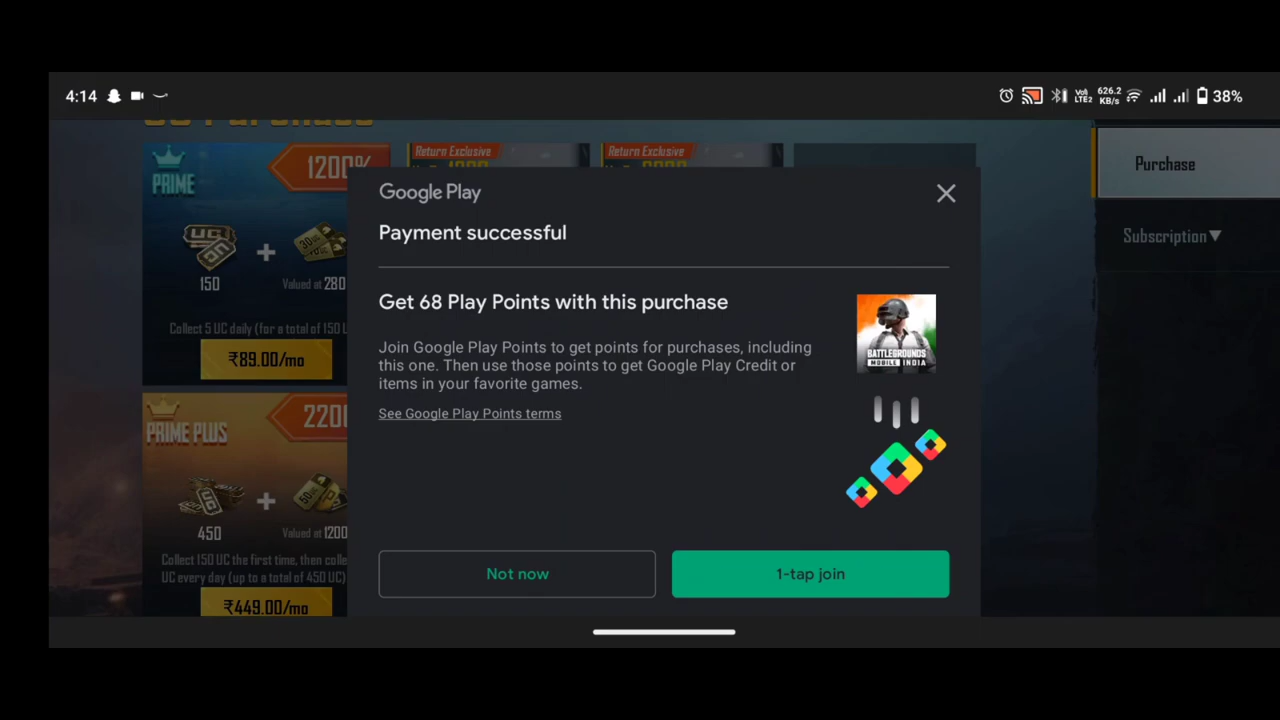 4:14
VoLTE2 626.2 KB/s 38%
UC Purchase
PRIME
1200%
Return Exclusive
Return Exclusive
Purchase
Subscription▼
150 + 30 UC
Valued at 280
Collect 5 UC daily (for a total of 150
₹89.00/mo
PRIME PLUS
450
Valued at 1200
Collect 150 UC the first time, then
UC every day (up to a total of 450 UC)
₹449.00/mo
Google Play
Payment successful
Get 68 Play Points with this purchase
Join Google Play Points to get points for purchases, including
this one. Then use those points to get Google Play Credit or
items in your favorite games.
See Google Play Points terms
BATTLEGROUNDS
MOBILE INDIA
Not now
1-tap join